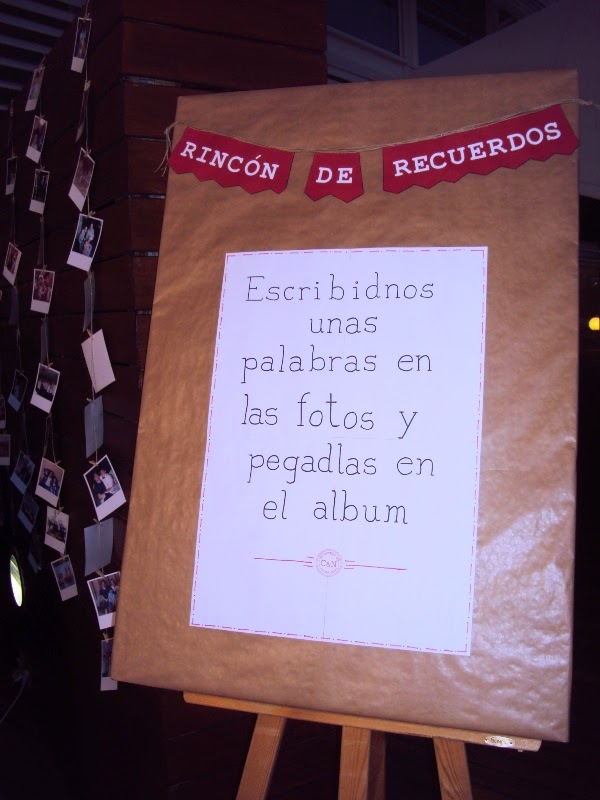 RINCÓN DE RECUERDOS
Escribidnos
unas
palabras en
las fotos y
pegadlas en
el album